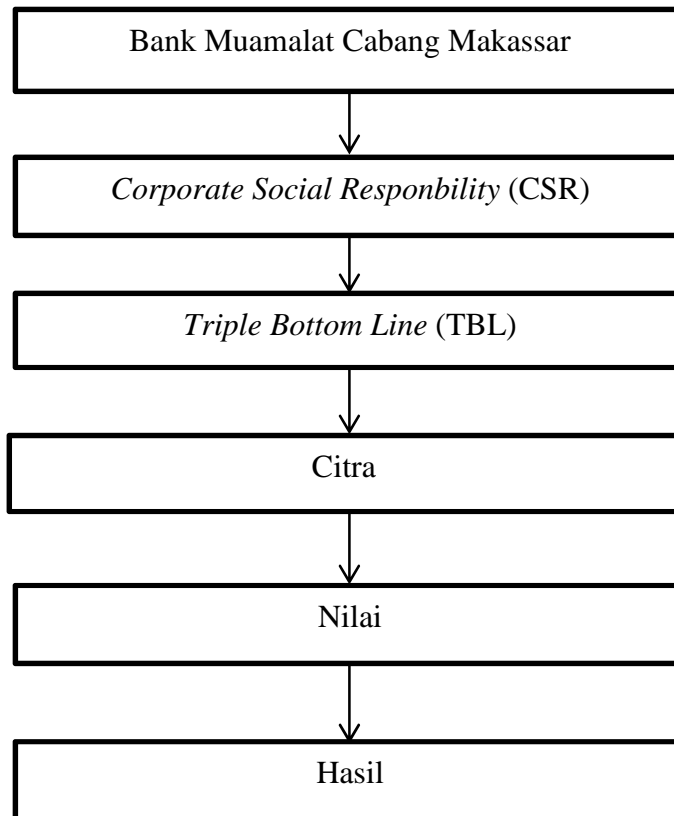 Bank Muamalat Cabang Makassar
Corporate Social Responbility (CSR)
Triple Bottom Line (TBL)
Citra
Nilai
Hasil